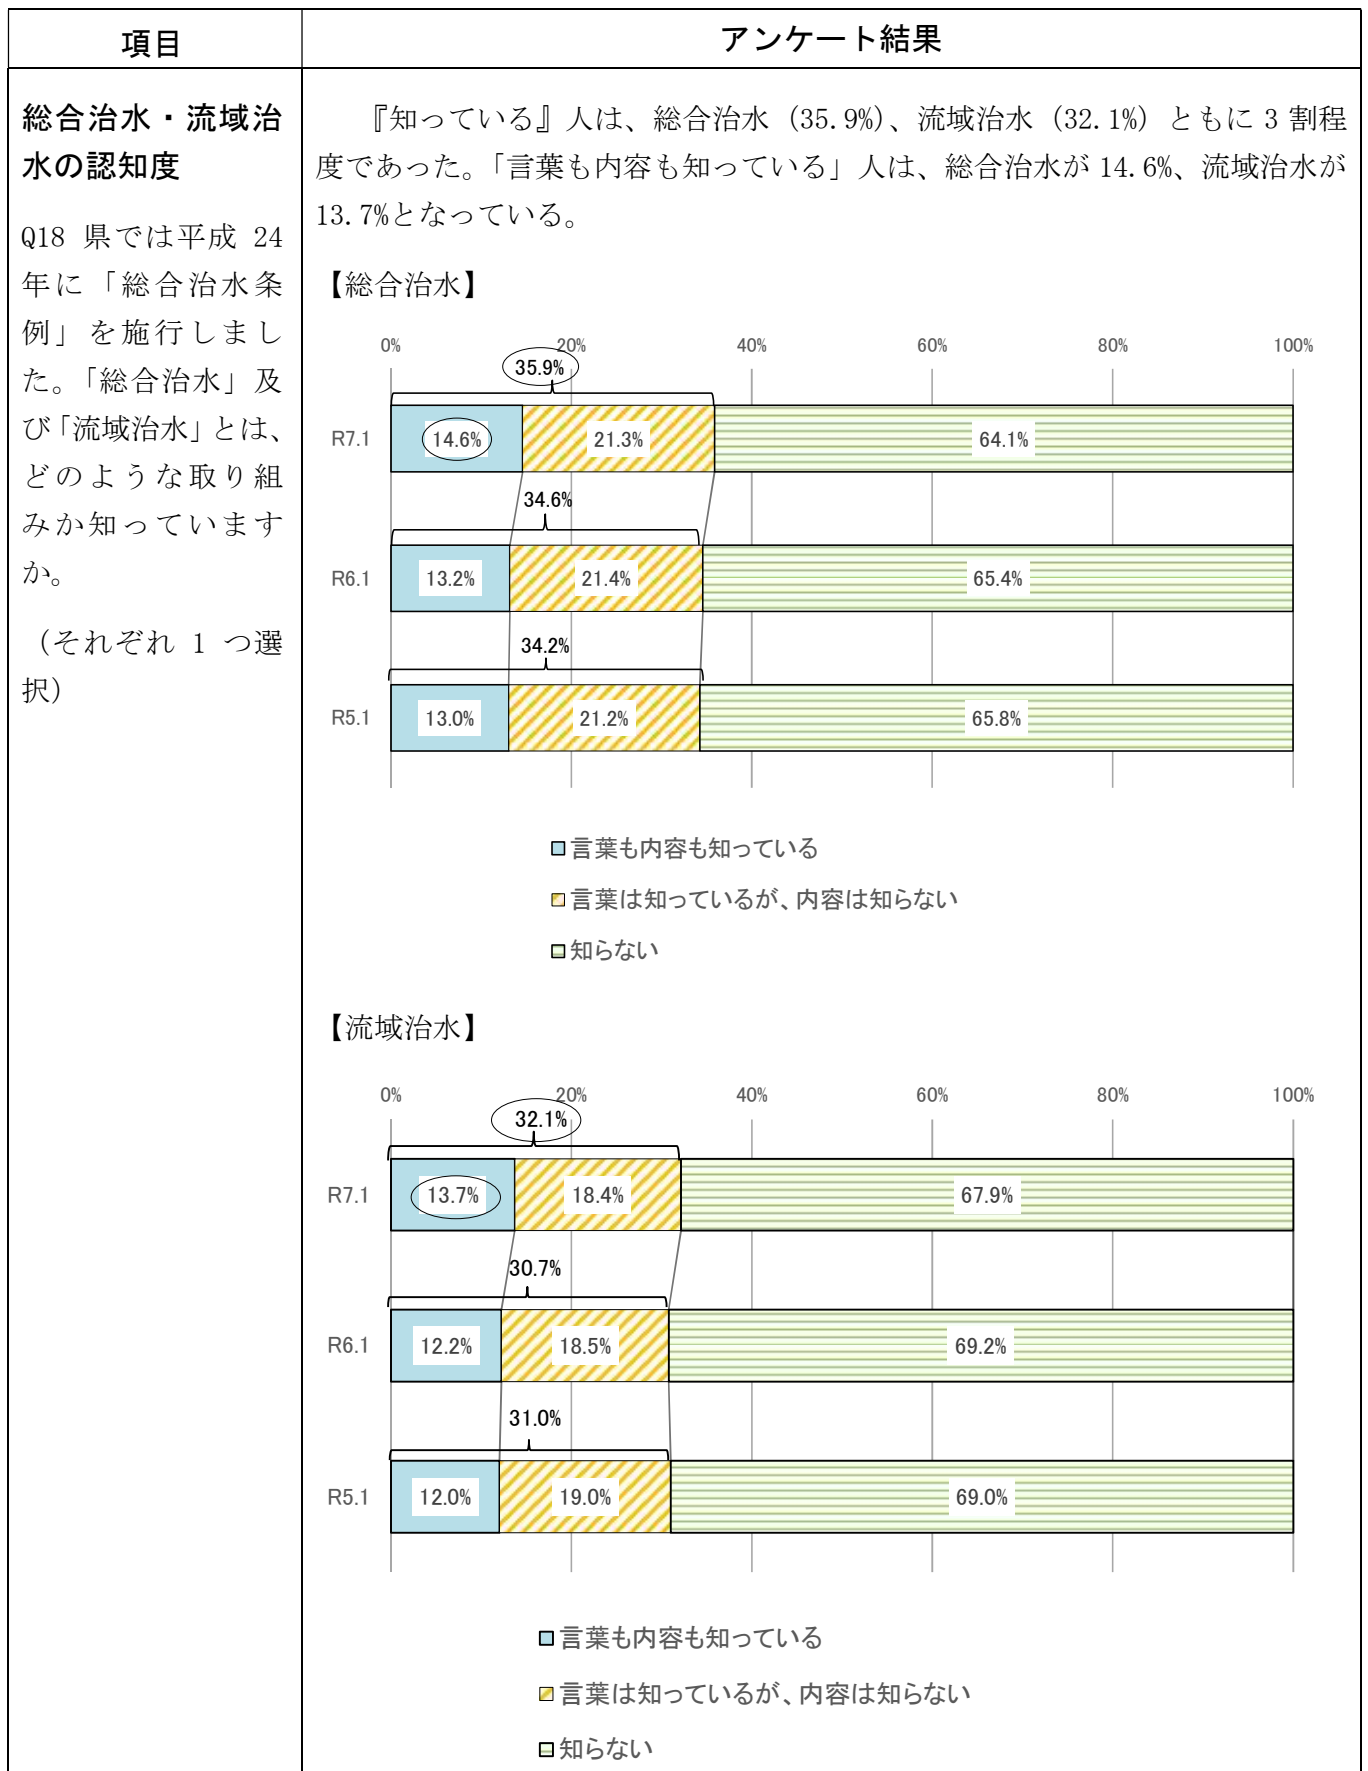 項目
アンケート結果
総合治水・流域治
水の認知度
Q18 県では平成 24
年に「総合治水条
例」を施行しまし
た。「総合治水」及
び「流域治水」とは、
どのような取り組
みか知っています
か。
（それぞれ 1 つ選
択）
『知っている』人は、総合治水（35.9%）、流域治水（32.1%）ともに 3 割程
度であった。「言葉も内容も知っている」人は、総合治水が 14.6%、流域治水が
13.7%となっている。
【総合治水】
0% 20% 40% 60% 80% 100%
35.9%
R7.1 14.6% 21.3% 64.1%
34.6%
R6.1 13.2% 21.4% 65.4%
34.2%
R5.1 13.0% 21.2% 65.8%
言葉も内容も知っている
言葉は知っているが、内容は知らない
知らない
【流域治水】
0% 20% 40% 60% 80% 100%
32.1%
R7.1 13.7% 18.4% 67.9%
30.7%
R6.1 12.2% 18.5% 69.2%
31.0%
R5.1 12.0% 19.0% 69.0%
言葉も内容も知っている
言葉は知っているが、内容は知らない
知らない